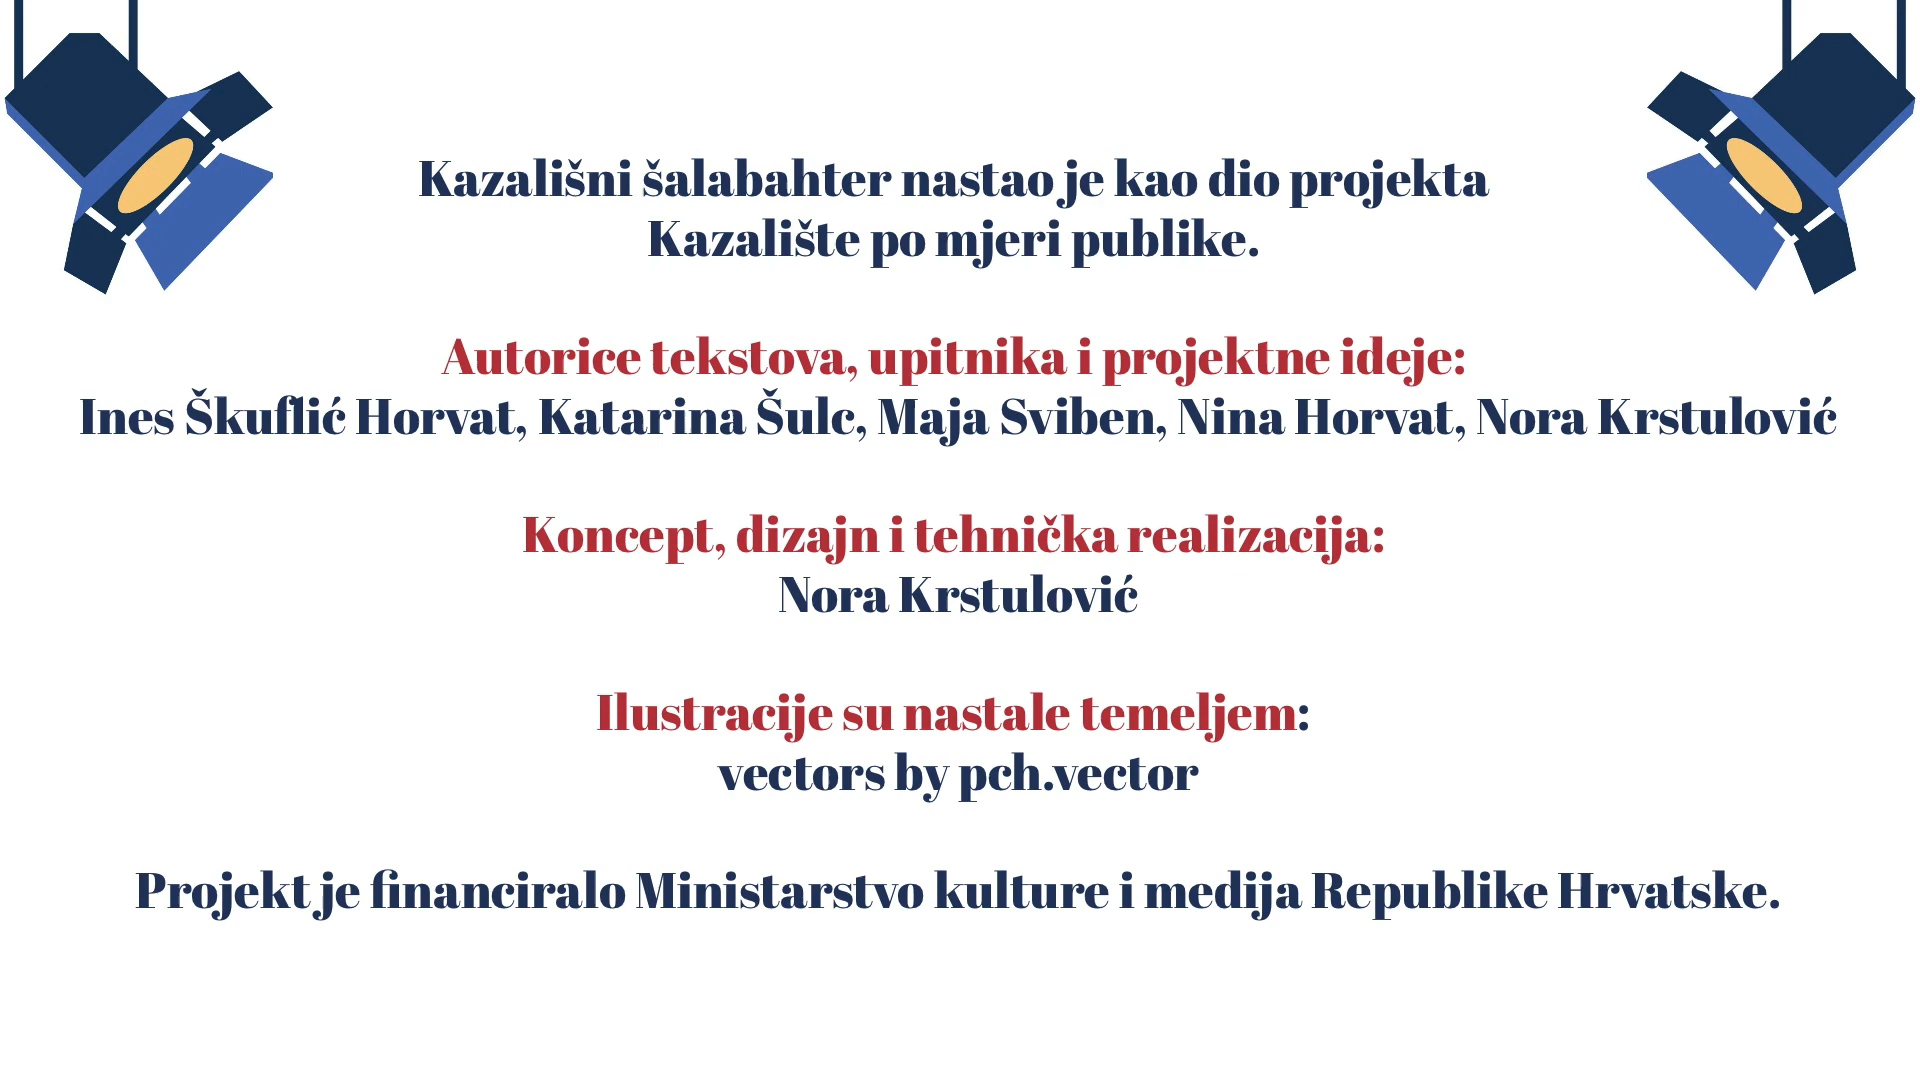 Kazališni šalabahter nastao je kao dio projekta
Kazalište po mjeri publike.
Autorice tekstova, upitnika i projektne ideje:
Ines Škuflić Horvat, Katarina Šulc, Maja Sviben, Nina Horvat, Nora Krstulović
Koncept, dizajn i tehnička realizacija:
Nora Krstulović
Ilustracije su nastale temeljem:
vectors by pch.vector
Projekt je financiralo Ministarstvo kulture i medija Republike Hrvatske.